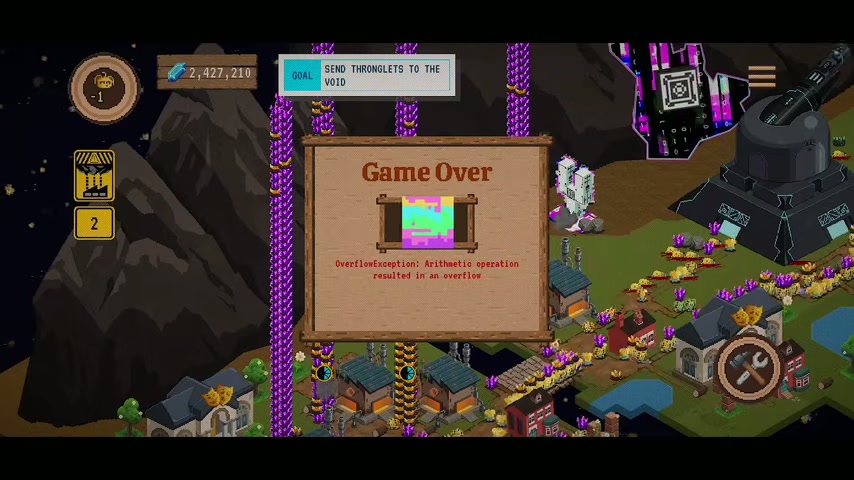 -1
2,427,210
GOAL
SEND THRONGLETS TO THE
VOID
2
Game Over
OverflowException: Arithmetic operation
resulted in an overflow